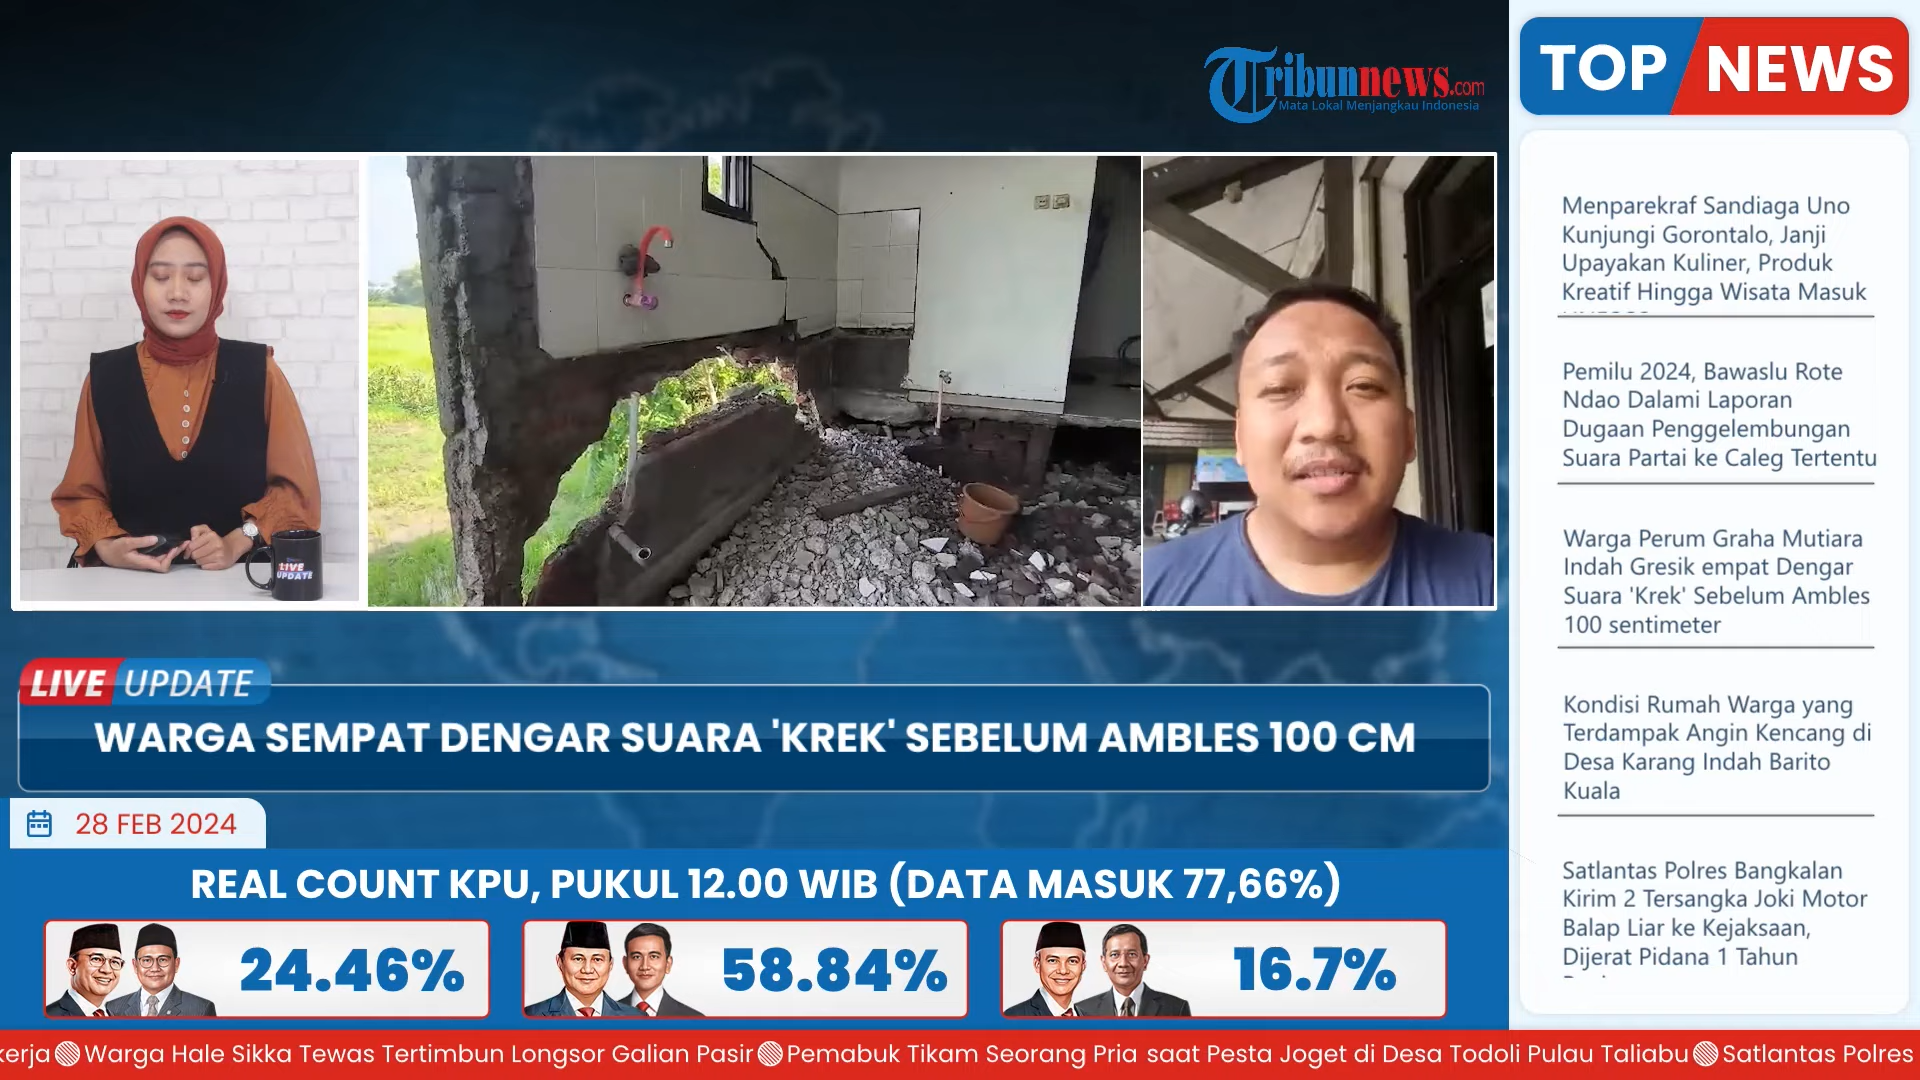 Tribunnews.com
Mata Lokal Menjangkau Indonesia
TOP NEWS
LIVE
UPDATE
Menparekraf Sandiaga Uno
Kunjungi Gorontalo, Janji
Upayakan Kuliner, Produk
Kreatif Hingga Wisata Masuk
Pemilu 2024, Bawaslu Rote
Ndao Dalami Laporan
Dugaan Penggelembungan
Suara Partai ke Caleg Tertentu
Warga Perum Graha Mutiara
Indah Gresik empat Dengar
Suara 'Krek' Sebelum Ambles
100 sentimeter
Kondisi Rumah Warga yang
Terdampak Angin Kencang di
Desa Karang Indah Barito
Kuala
Satlantas Polres Bangkalan
Kirim 2 Tersangka Joki Motor
Balap Liar ke Kejaksaan,
Dijerat Pidana 1 Tahun
LIVE UPDATE
WARGA SEMPAT DENGAR SUARA 'KREK' SEBELUM AMBLES 100 CM
28 FEB 2024
REAL COUNT KPU, PUKUL 12.00 WIB (DATA MASUK 77,66%)
24.46% 58.84% 16.7%
kerja Warga Hale Sikka Tewas Tertimbun Longsor Galian Pasir Pemabuk Tikam Seorang Pria saat Pesta Joget di Desa Todoli Pulau Taliabu Satlantas Polres